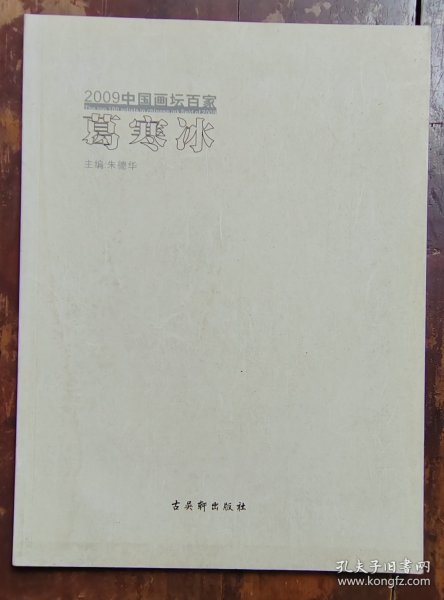 2009中国画坛百家
葛寒冰
主编:朱德华
古吴轩出版社
孔夫子旧书网
www.kongfz.com